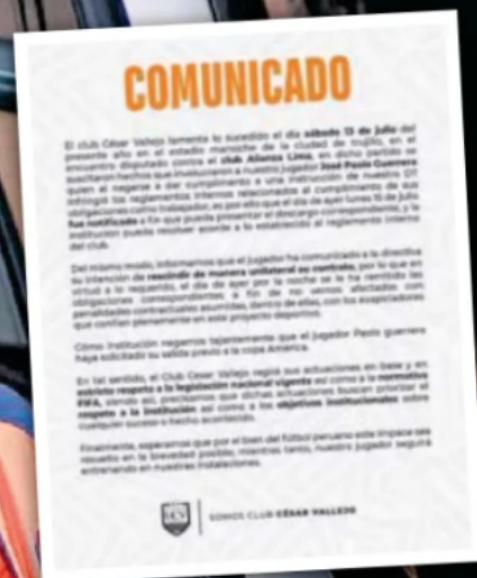 COMUNICADO
El club César Vallejo lamenta lo sucedido el día sábado 13 de julio del
presente año en el estadio mansiche de la ciudad de trujillo, en el
encuentro disputado contra el club Alianza Lima, en dicho partido se
suscitaron hechos que involucraron a nuestro jugador José Paolo Guerrero
quien al negarse a dar cumplimiento a una instrucción de nuestro DT
infringió los reglamentos internos relacionados al cumplimiento de sus
obligaciones como trabajador, es por ello que el día de ayer lunes 15 de julio
fue notificado a fin que pueda presentar el descargo correspondiente, y la
institución pueda resolver acorde a lo establecido al reglamento interno
del club.
Del mismo modo, informamos que el jugador ha comunicado a la directiva
su intención de rescindir de manera unilateral su contrato, por lo que en
virtud a lo requerido, el día de ayer por la noche se le ha remitido las
obligaciones correspondientes a fin de no vernos afectados con
penalidades contractuales asumidas, dentro de ellas, con los auspiciadores
que confían plenamente en este proyecto deportivo.
Cómo institución negamos tajantemente que el jugador Paolo guerrero
haya solicitado su salida previo a la copa América.
En tal sentido, el Club César Vallejo regirá sus actuaciones en base y en
estricto respeto a la legislación nacional vigente así como a la normativa
FIFA, siendo así, precisamos que dichas actuaciones buscan priorizar el
respeto a la institución así como a los objetivos institucionales sobre
cualquier suceso o hecho acontecido.
Finalmente, esperamos que por el bien del fútbol peruano este impace sea
resuelto en la brevedad posible, mientras tanto, nuestro jugador seguirá
entrenando en nuestras instalaciones.
UCV
SOMOS CLUB CÉSAR VALLEJO